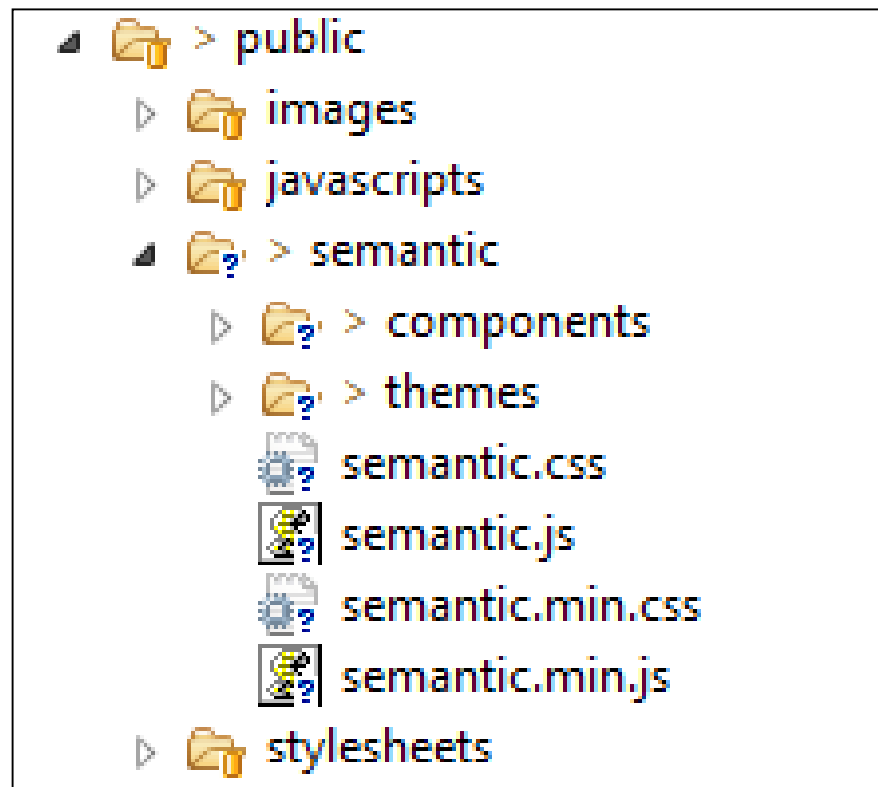 > public
images
javascripts
> semantic
> components
> themes
semantic.css
semantic.js
semantic.min.css
semantic.min.js
stylesheets